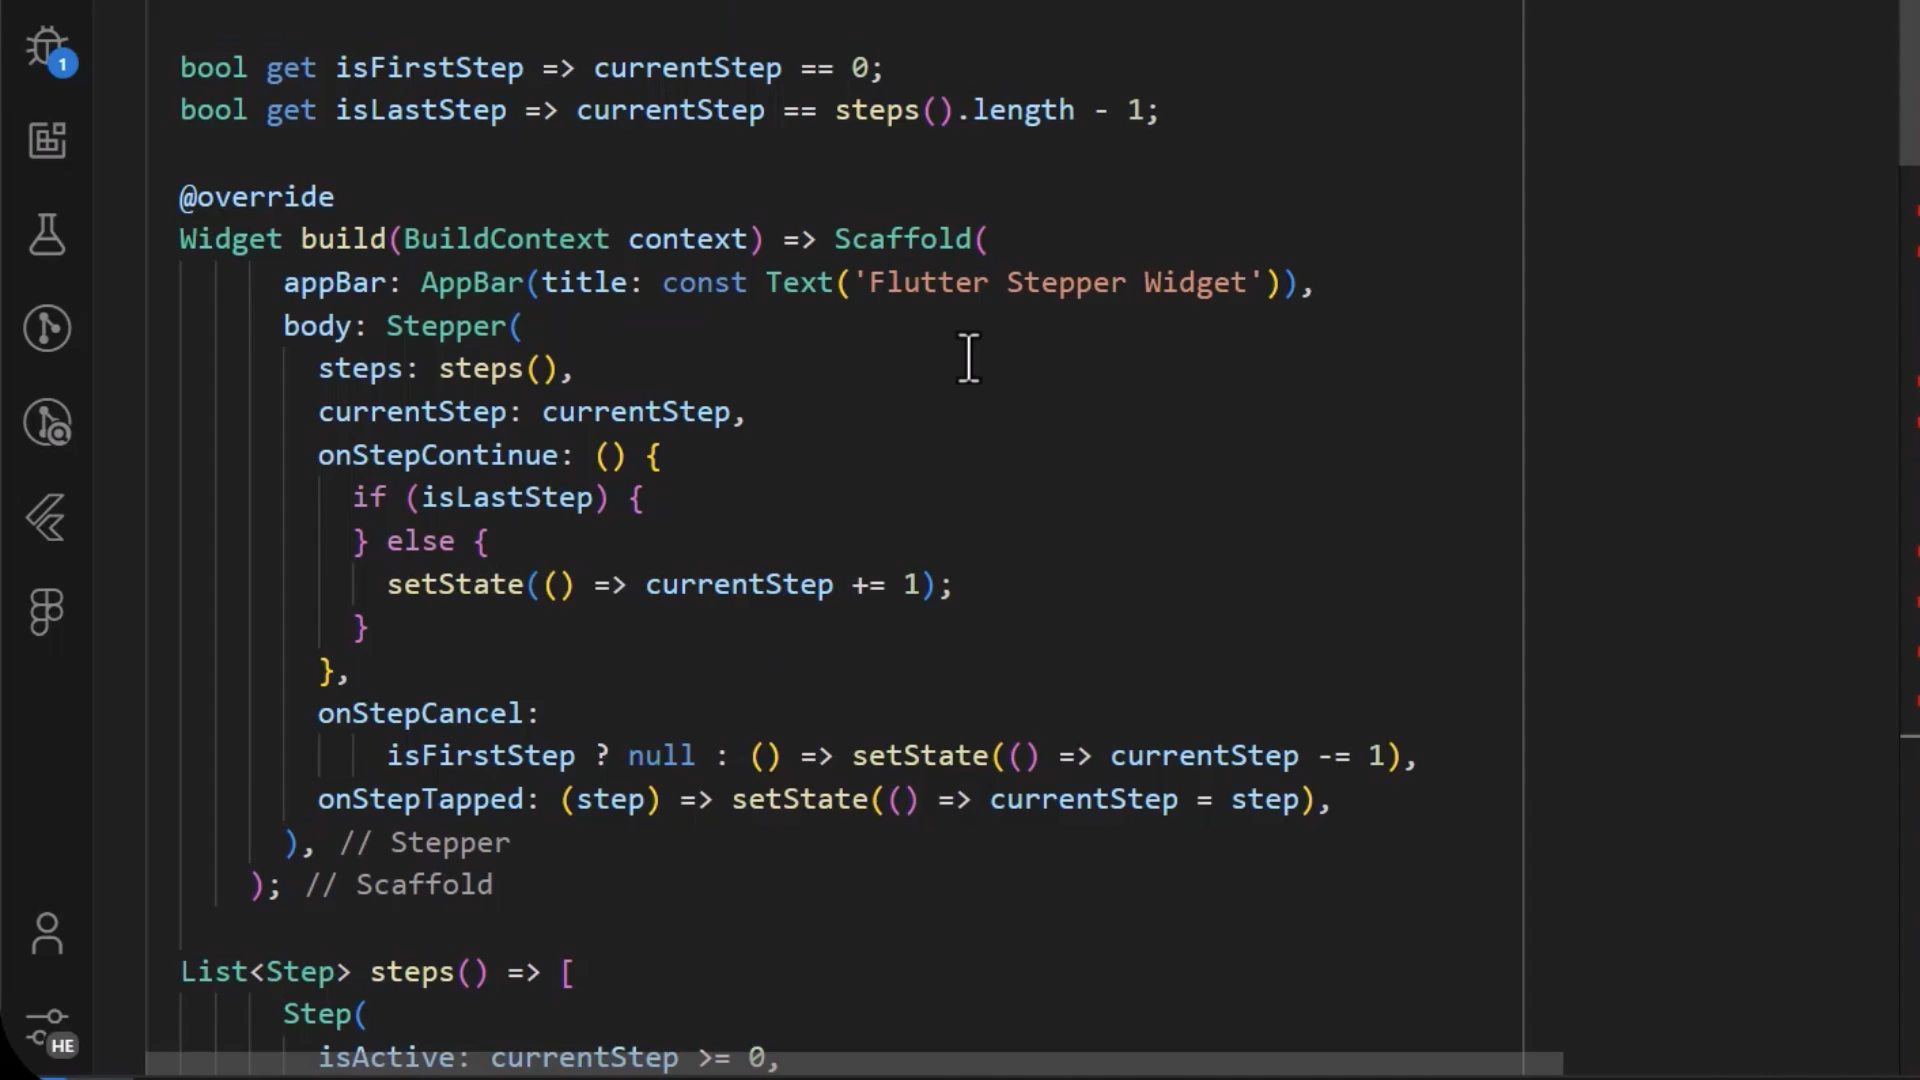 1
bool get isFirstStep => currentStep == 0;
bool get isLastStep => currentStep == steps().length - 1;
@override
Widget build(BuildContext context) => Scaffold(
appBar: AppBar(title: const Text('Flutter Stepper Widget')),
body: Stepper(
steps: steps(),
currentStep: currentStep,
onStepContinue: () {
if (isLastStep) {
} else {
setState(() => currentStep += 1);
}
},
onStepCancel:
isFirstStep ? null : () => setState(() => currentStep -= 1),
onStepTapped: (step) => setState(() => currentStep = step),
), // Stepper
); // Scaffold
List<Step> steps() => [
Step(
HE
isActive: currentStep >= 0,